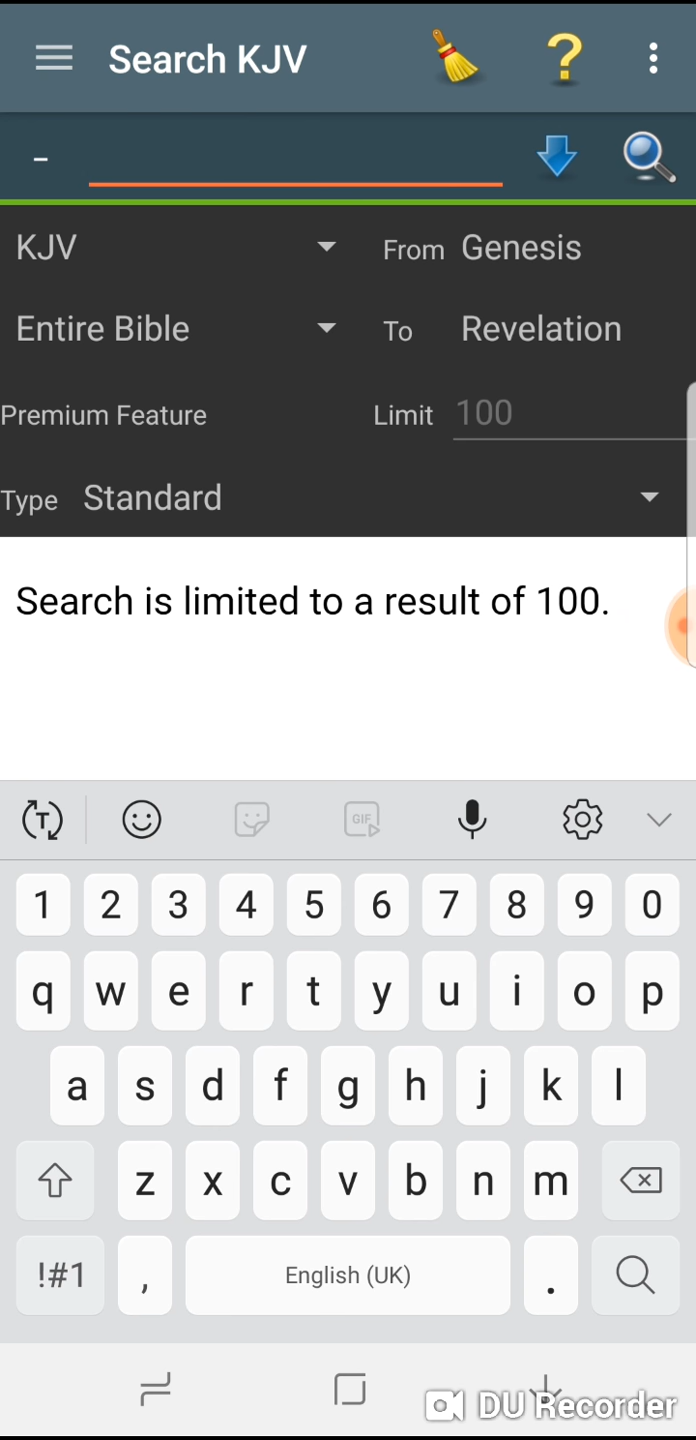 Search KJV
–
KJV From Genesis
Entire Bible To Revelation
Premium Feature Limit 100
Type Standard
Search is limited to a result of 100.
T GIF
1 2 3 4 5 6 7 8 9 0
q w e r t y u i o p
a s d f g h j k l
z x c v b n m
!#1 , English (UK) .
DU Recorder